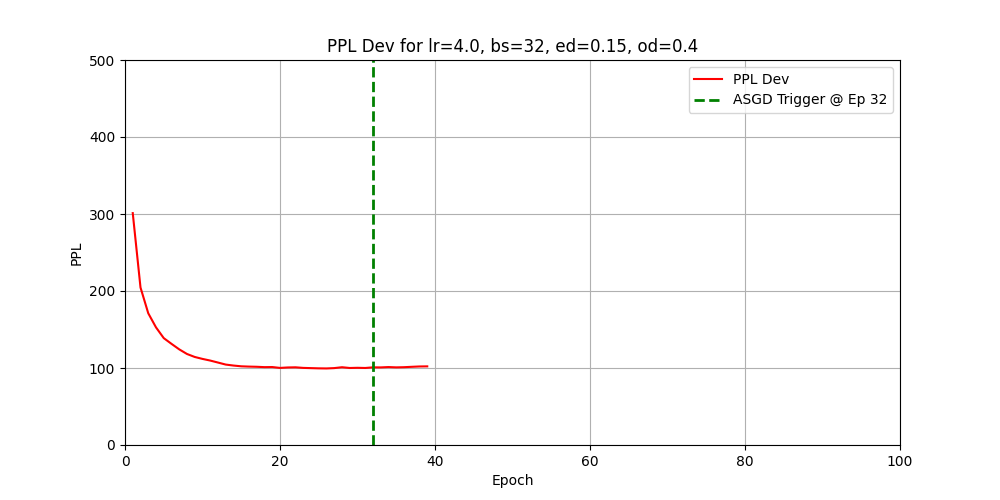 PPL Dev for lr=4.0, bs=32, ed=0.15, od=0.4
PPL Dev
ASGD Trigger @ Ep 32
PPL
500
400
300
200
100
0
0 20 40 60 80 100
Epoch